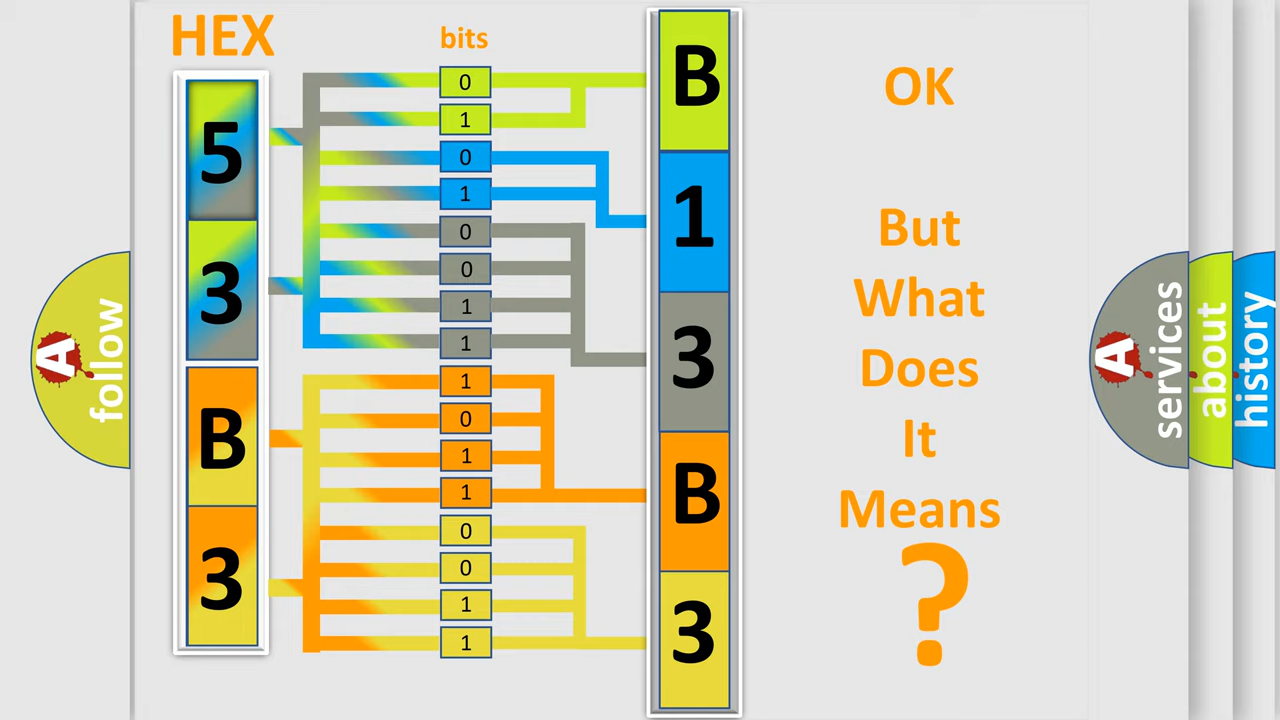 HEX
bits
5
3
B
3
0
1
0
1
0
0
1
1
1
0
1
1
0
0
1
1
B
1
3
B
3
OK
But
What
Does
It
Means
?
A
follow
A
services
about
history